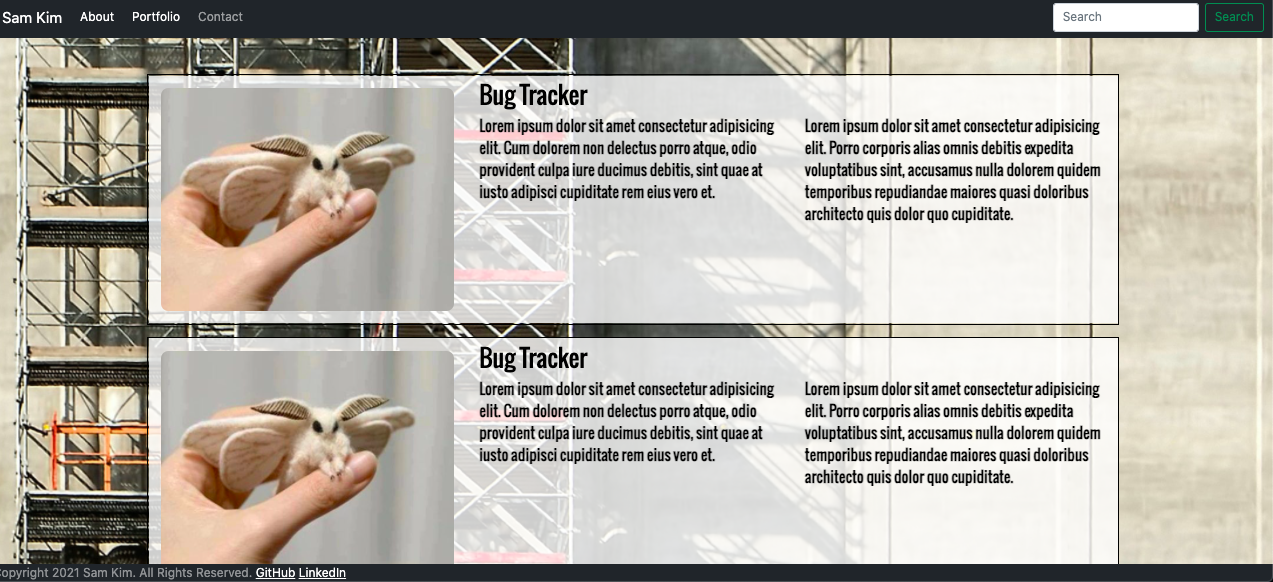 Sam Kim About Portfolio Contact Search Search
Bug Tracker
Lorem ipsum dolor sit amet consectetur adipisicing
elit. Cum dolorem non delectus porro atque, odio
provident culpa iure ducimus debitis, sint quae at
iusto adipisci cupiditate rem eius vero et.
Lorem ipsum dolor sit amet consectetur adipisicing
elit. Porro corporis alias omnis debitis expedita
voluptatibus sint, accusamus nulla dolorem quidem
temporibus repudiandae maiores quasi doloribus
architecto quis dolor quo cupiditate.
Bug Tracker
Lorem ipsum dolor sit amet consectetur adipisicing
elit. Cum dolorem non delectus porro atque, odio
provident culpa iure ducimus debitis, sint quae at
iusto adipisci cupiditate rem eius vero et.
Lorem ipsum dolor sit amet consectetur adipisicing
elit. Porro corporis alias omnis debitis expedita
voluptatibus sint, accusamus nulla dolorem quidem
temporibus repudiandae maiores quasi doloribus
architecto quis dolor quo cupiditate.
opyright 2021 Sam Kim. All Rights Reserved. GitHub LinkedIn